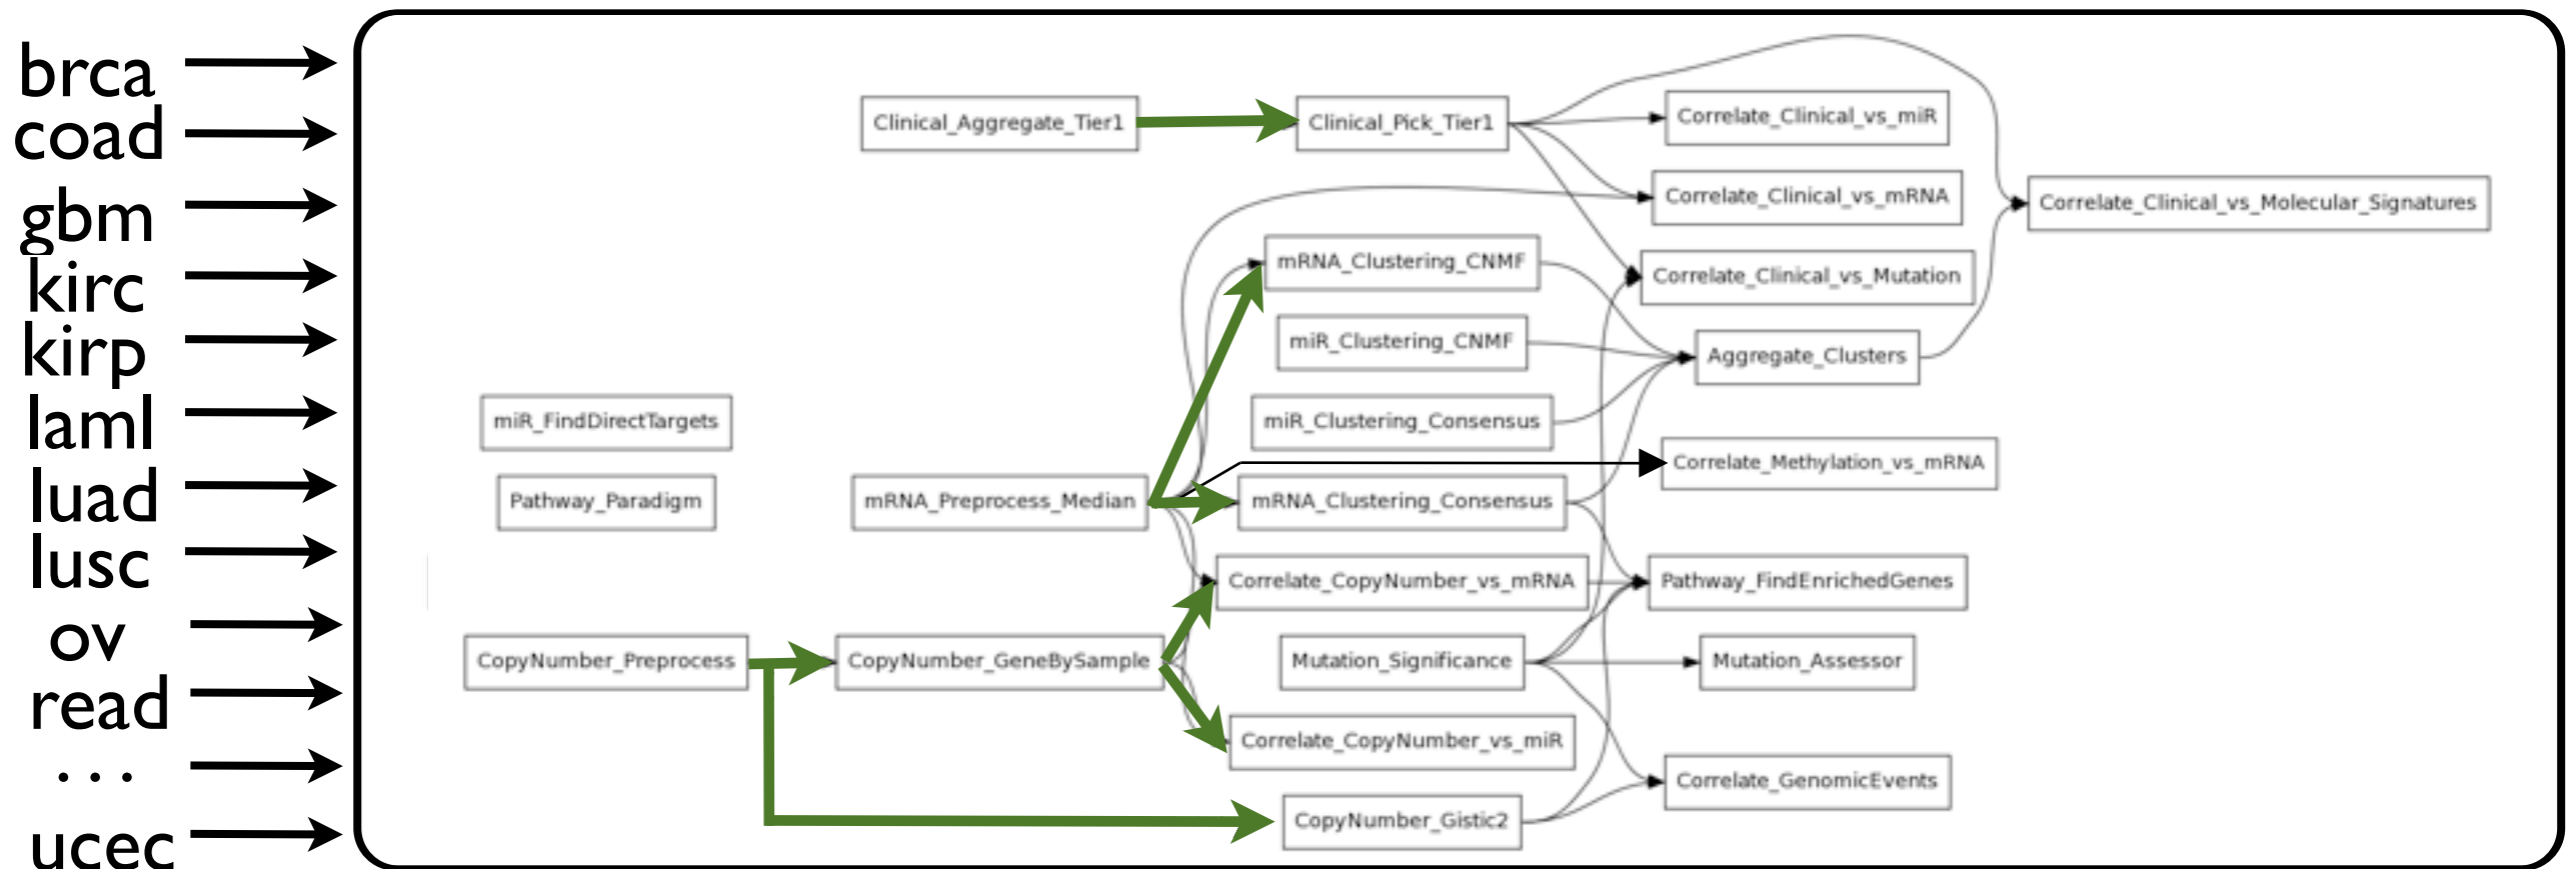 brca
coad
gbm
kirc
kirp
laml
luad
lusc
ov
read
...
ucec
Clinical_Aggregate_Tier1
Clinical_Pick_Tier1
Correlate_Clinical_vs_miR
Correlate_Clinical_vs_mRNA
Correlate_Clinical_vs_Molecular_Signatures
mRNA_Clustering_CNMF
Correlate_Clinical_vs_Mutation
miR_Clustering_CNMF
Aggregate_Clusters
miR_FindDirectTargets
miR_Clustering_Consensus
Correlate_Methylation_vs_mRNA
Pathway_Paradigm
mRNA_Preprocess_Median
mRNA_Clustering_Consensus
Correlate_CopyNumber_vs_mRNA
Pathway_FindEnrichedGenes
CopyNumber_Preprocess
CopyNumber_GeneBySample
Mutation_Significance
Mutation_Assessor
Correlate_CopyNumber_vs_miR
Correlate_GenomicEvents
CopyNumber_Gistic2